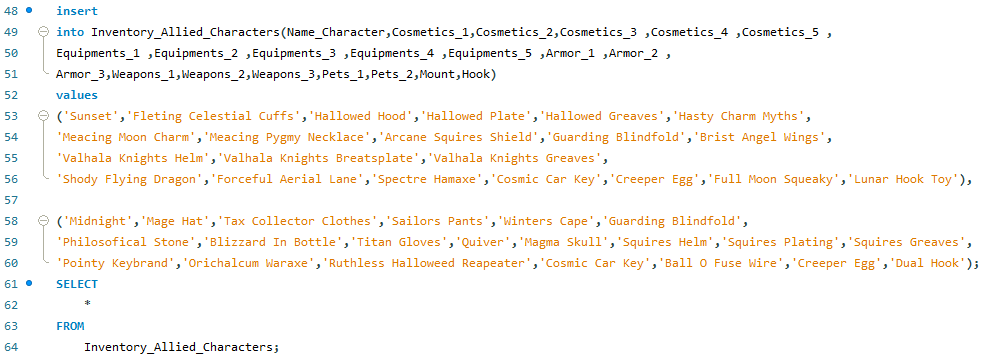 48 insert
49 into Inventory_Allied_Characters(Name_Character,Cosmetics_1,Cosmetics_2,Cosmetics_3 ,Cosmetics_4 ,Cosmetics_5 ,
50 Equipments_1 ,Equipments_2 ,Equipments_3 ,Equipments_4 ,Equipments_5 ,Armor_1 ,Armor_2 ,
51 Armor_3,Weapons_1,Weapons_2,Weapons_3,Pets_1,Pets_2,Mount,Hook)
52 values
53 ('Sunset','Fleting Celestial Cuffs','Hallowed Hood','Hallowed Plate','Hallowed Greaves','Hasty Charm Myths',
54 'Meacing Moon Charm','Meacing Pygmy Necklace','Arcane Squires Shield','Guarding Blindfold','Brist Angel Wings',
55 'Valhala Knights Helm','Valhala Knights Breatsplate','Valhala Knights Greaves',
56 'Shody Flying Dragon','Forceful Aerial Lane','Spectre Hamaxe','Cosmic Car Key','Creeper Egg','Full Moon Squeaky','Lunar Hook Toy'),
57
58 ('Midnight','Mage Hat','Tax Collector Clothes','Sailors Pants','Winters Cape','Guarding Blindfold',
59 'Philosofical Stone','Blizzard In Bottle','Titan Gloves','Quiver','Magma Skull','Squires Helm','Squires Plating','Squires Greaves',
60 'Pointy Keybrand','Orichalcum Waraxe','Ruthless Halloweed Reapeater','Cosmic Car Key','Ball O Fuse Wire','Creeper Egg','Dual Hook');
61 SELECT
62 *
63 FROM
64 Inventory_Allied_Characters;